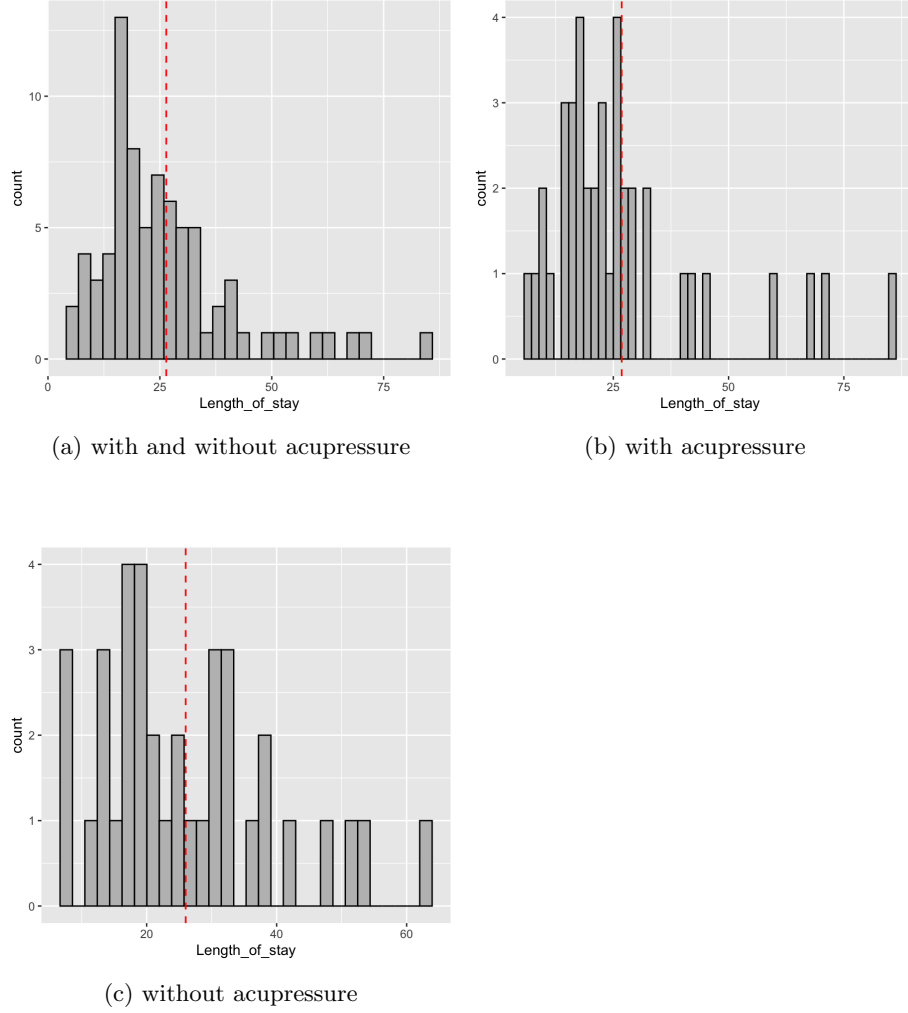 10
5
0
count
0 25 50 75
Length_of_stay
(a) with and without acupressure
4
3
2
1
0
count
25 50 75
Length_of_stay
(b) with acupressure
4
3
2
1
0
count
20 40 60
Length_of_stay
(c) without acupressure